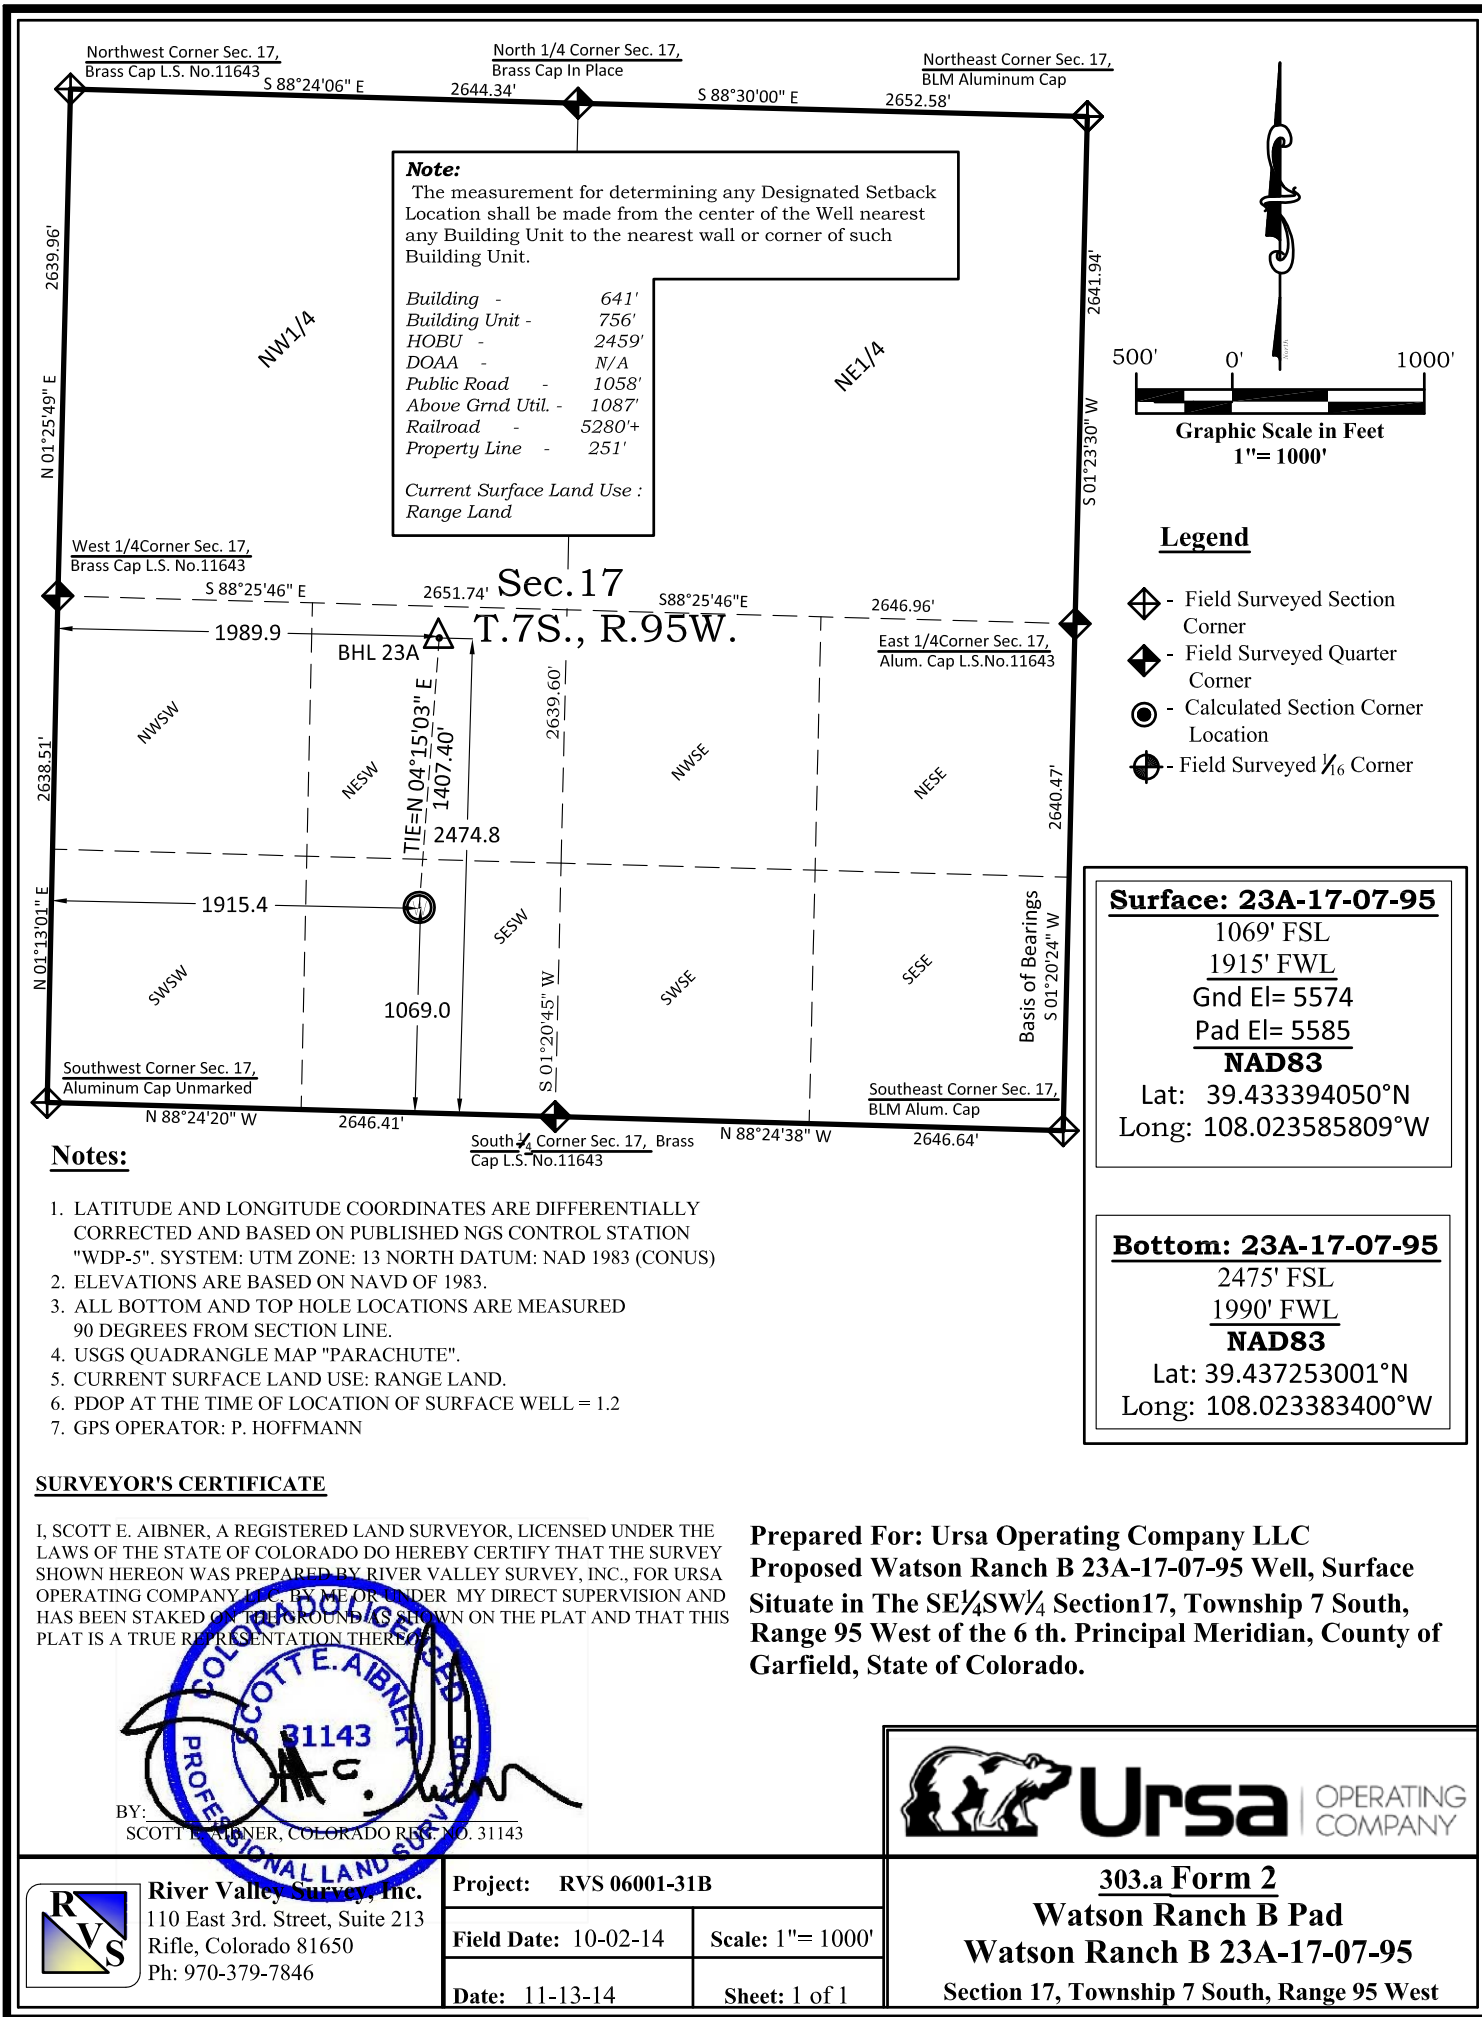 Northwest Corner Sec. 17,
Brass Cap L.S. No.11643
North 1/4 Corner Sec. 17,
Brass Cap In Place
Northeast Corner Sec. 17,
BLM Aluminum Cap
S 88°24'06" E
2644.34'
S 88°30'00" E
2652.58'
Note:
The measurement for determining any Designated Setback
Location shall be made from the center of the Well nearest
any Building Unit to the nearest wall or corner of such
Building Unit.
Building - 641'
Building Unit - 756'
HOBU - 2459'
DOAA - N/A
Public Road - 1058'
Above Grnd Util. - 1087'
Railroad - 5280'+
Property Line - 251'
Current Surface Land Use :
Range Land
2639.96'
N 01°25'49" E
NW1/4
NE1/4
2641.94'
S 01°23'30" W
North
500' 0' 1000'
Graphic Scale in Feet
1"= 1000'
Legend
- Field Surveyed Section
Corner
- Field Surveyed Quarter
Corner
- Calculated Section Corner
Location
- Field Surveyed 1/16 Corner
West 1/4Corner Sec. 17,
Brass Cap L.S. No.11643
S 88°25'46" E
2651.74'
Sec.17
T.7S., R.95W.
S88°25'46"E
2646.96'
East 1/4Corner Sec. 17,
Alum. Cap L.S.No.11643
1989.9
BHL 23A
TIE=N 04°15'03" E
1407.40'
2474.8
2639.60'
S 01°20'45" W
NWSW
NESW
NWSE
NESE
2638.51'
N 01°13'01" E
2640.47'
Basis of Bearings
S 01°20'24" W
1915.4
1069.0
SWSW
SESW
SWSE
SESE
Southwest Corner Sec. 17,
Aluminum Cap Unmarked
N 88°24'20" W
2646.41'
South 1/4 Corner Sec. 17, Brass
Cap L.S. No.11643
N 88°24'38" W
2646.64'
Southeast Corner Sec. 17,
BLM Alum. Cap
Surface: 23A-17-07-95
1069' FSL
1915' FWL
Gnd El= 5574
Pad El= 5585
NAD83
Lat: 39.433394050°N
Long: 108.023585809°W
Bottom: 23A-17-07-95
2475' FSL
1990' FWL
NAD83
Lat: 39.437253001°N
Long: 108.023383400°W
Notes:
1. LATITUDE AND LONGITUDE COORDINATES ARE DIFFERENTIALLY
CORRECTED AND BASED ON PUBLISHED NGS CONTROL STATION
"WDP-5". SYSTEM: UTM ZONE: 13 NORTH DATUM: NAD 1983 (CONUS)
2. ELEVATIONS ARE BASED ON NAVD OF 1983.
3. ALL BOTTOM AND TOP HOLE LOCATIONS ARE MEASURED
90 DEGREES FROM SECTION LINE.
4. USGS QUADRANGLE MAP "PARACHUTE".
5. CURRENT SURFACE LAND USE: RANGE LAND.
6. PDOP AT THE TIME OF LOCATION OF SURFACE WELL = 1.2
7. GPS OPERATOR: P. HOFFMANN
SURVEYOR'S CERTIFICATE
I, SCOTT E. AIBNER, A REGISTERED LAND SURVEYOR, LICENSED UNDER THE
LAWS OF THE STATE OF COLORADO DO HEREBY CERTIFY THAT THE SURVEY
SHOWN HEREON WAS PREPARED BY RIVER VALLEY SURVEY, INC., FOR URSA
OPERATING COMPANY LLC, BY ME OR UNDER MY DIRECT SUPERVISION AND
HAS BEEN STAKED ON THE GROUND AS SHOWN ON THE PLAT AND THAT THIS
PLAT IS A TRUE REPRESENTATION THEREOF.
COLORADO LICENSED
SCOTT E. AIBNER
31143
PROFESSIONAL LAND SURVEYOR
BY:
SCOTT E. AIBNER, COLORADO REG. NO. 31143
Prepared For: Ursa Operating Company LLC
Proposed Watson Ranch B 23A-17-07-95 Well, Surface
Situate in The SE1/4SW1/4 Section17, Township 7 South,
Range 95 West of the 6 th. Principal Meridian, County of
Garfield, State of Colorado.
Ursa OPERATING
COMPANY
RVS
River Valley Survey, Inc.
110 East 3rd. Street, Suite 213
Rifle, Colorado 81650
Ph: 970-379-7846
Project: RVS 06001-31B
Field Date: 10-02-14
Scale: 1"= 1000'
Date: 11-13-14
Sheet: 1 of 1
303.a Form 2
Watson Ranch B Pad
Watson Ranch B 23A-17-07-95
Section 17, Township 7 South, Range 95 West